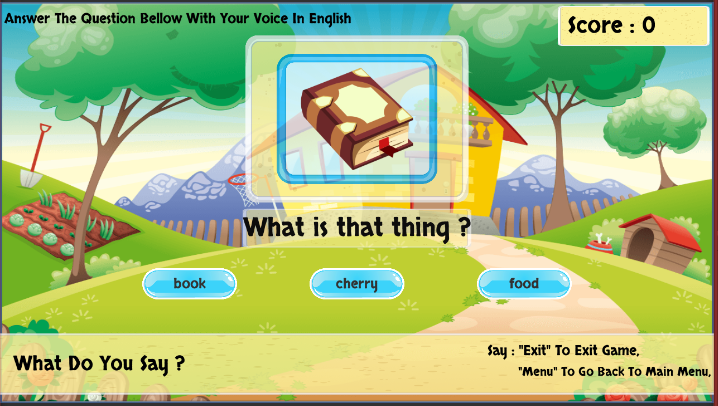 Answer The Question Bellow With Your Voice In English
Score : 0
What is that thing ?
book
cherry
food
What Do You Say ?
Say : "Exit" To Exit Game,
"Menu" To Go Back To Main Menu,